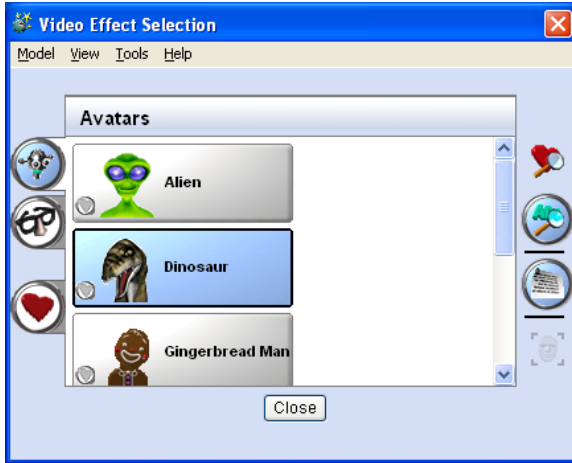 Video Effect Selection
Model View Tools Help
Avatars
Alien
Dinosaur
Gingerbread Man
Close